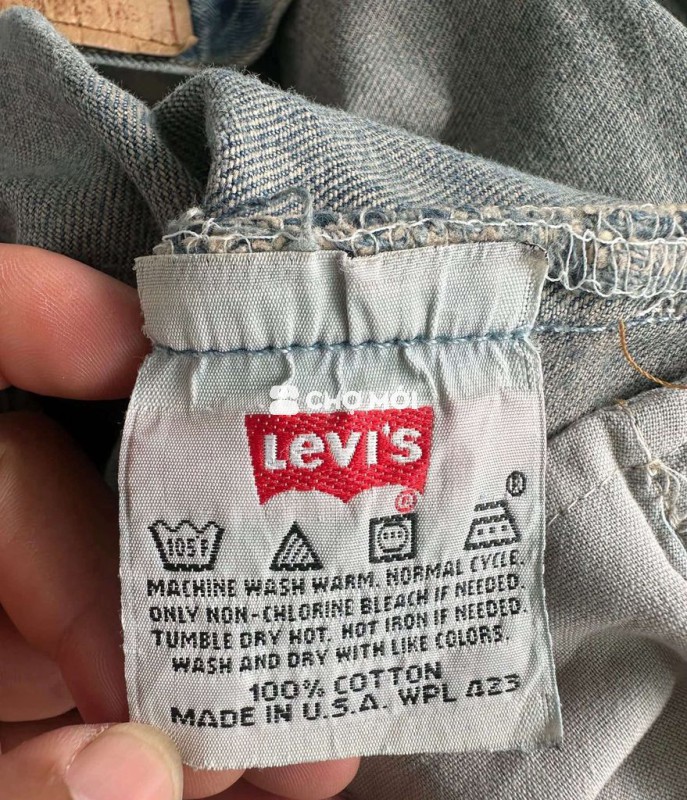 CHỢ MỚI
Levi's
®
105F
®
MACHINE WASH WARM. NORMAL CYCLE.
ONLY NON-CHLORINE BLEACH IF NEEDED.
TUMBLE DRY HOT. HOT IRON IF NEEDED.
WASH AND DRY WITH LIKE COLORS.
100% COTTON
MADE IN U.S.A. WPL 423